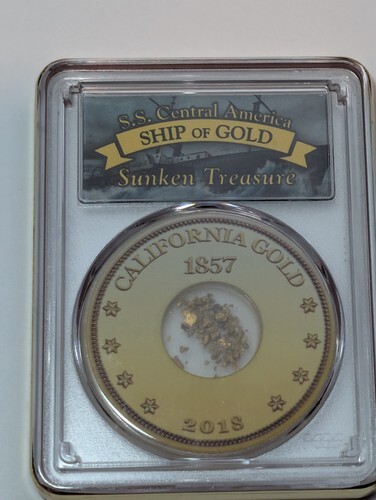 S.S. Central America
SHIP OF GOLD
Sunken Treasure
CALIFORNIA GOLD
1857
2018